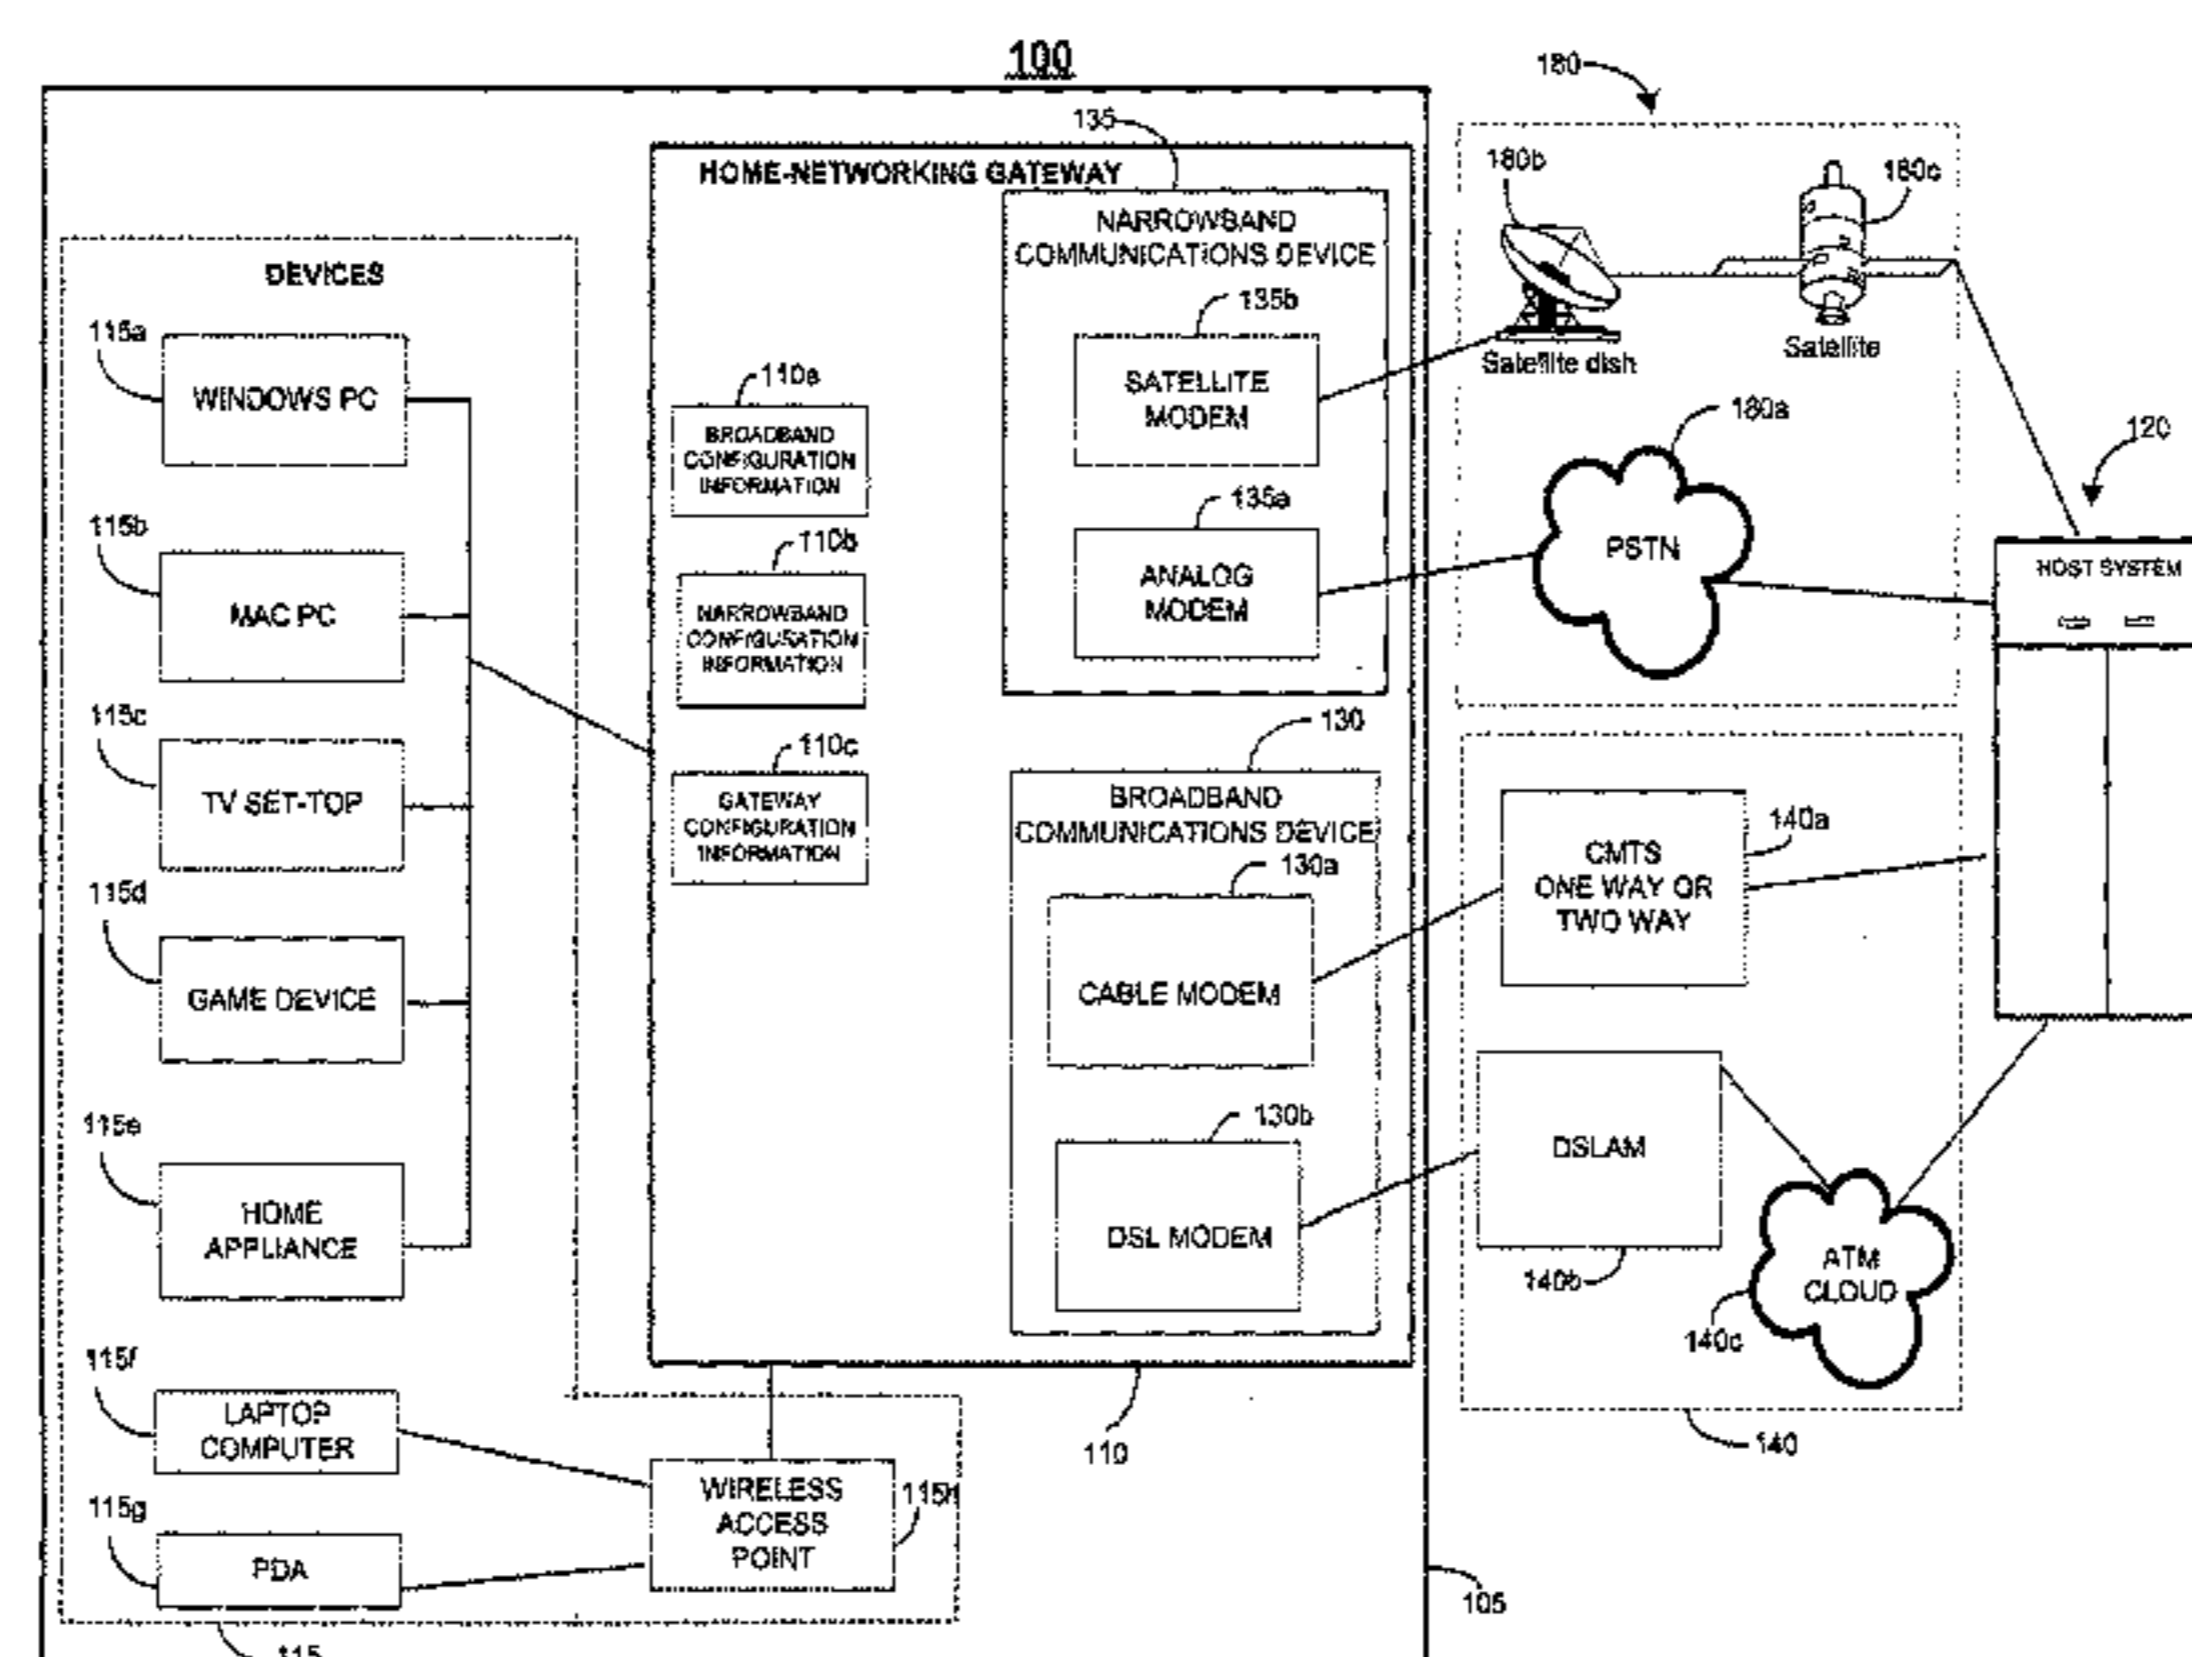 100
180
135
HOME-NETWORKING GATEWAY
180b
180c
NARROWBAND
COMMUNICATIONS DEVICE
DEVICES
135b
115a
Satellite dish
Satellite
WINDOWS PC
110a
SATELLITE
MODEM
180a
120
BROADBAND
CONFIGURATION
INFORMATION
135a
115b
110b
PSTN
HOST SYSTEM
ANALOG
MODEM
MAC PC
NARROWBAND
CONFIGURATION
INFORMATION
115c
130
110c
TV SET-TOP
GATEWAY
CONFIGURATION
INFORMATION
BROADBAND
COMMUNICATIONS DEVICE
140a
130a
CMTS
ONE WAY OR
TWO WAY
115d
GAME DEVICE
CABLE MODEM
115e
130b
DSLAM
HOME
APPLIANCE
DSL MODEM
140b
ATM
CLOUD
140c
115f
LAPTOP
COMPUTER
110
140
115g
WIRELESS
ACCESS
POINT
115h
PDA
105
115